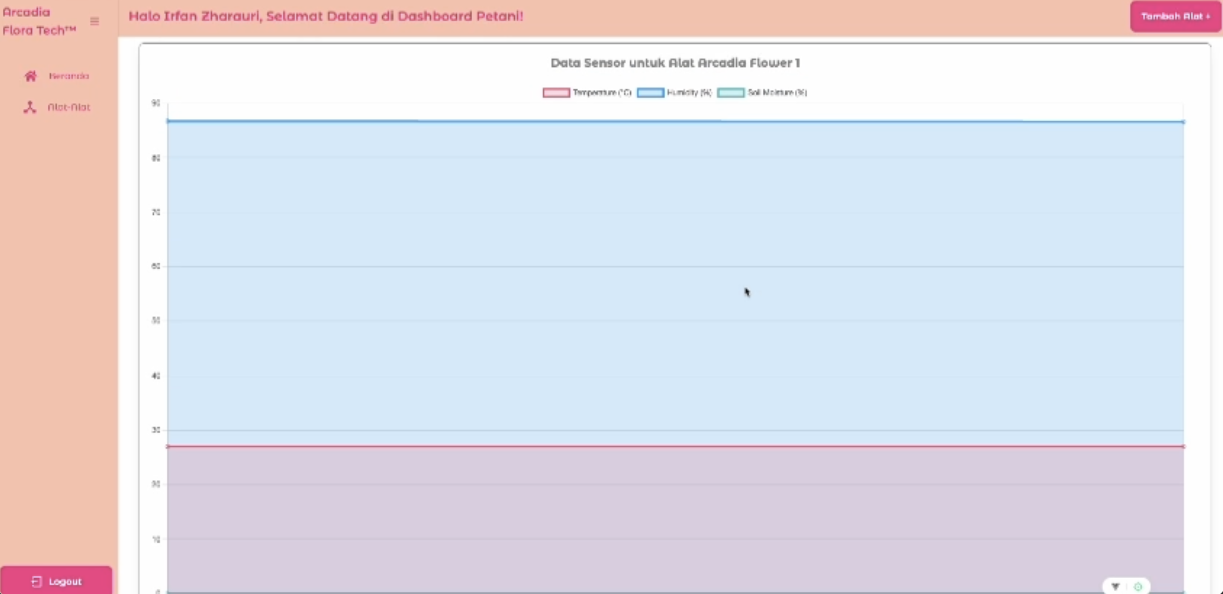 Arcadia
Flora Tech™
Halo Irfan Zharauri, Selamat Datang di Dashboard Petani!
Tambah Alat +
Beranda
Alat-Alat
Data Sensor untuk Alat Arcadia Flower 1
Temperature (°C) Humidity (%) Soil Moisture (%)
90
80
70
60
50
40
30
20
10
0
Logout